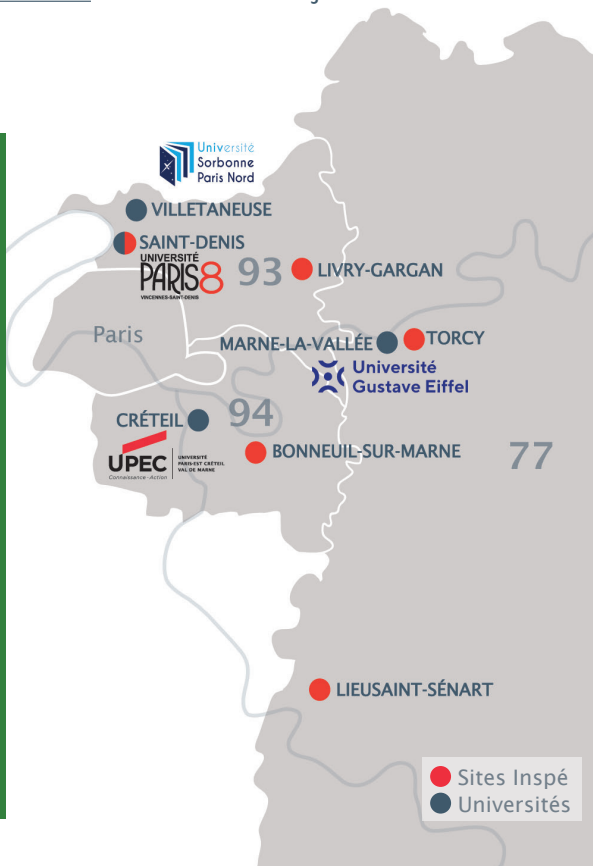 Université
Sorbonne
Paris Nord
VILLETANEUSE
SAINT-DENIS
UNIVERSITÉ
PARIS8
VINCENNES-SAINT-DENIS
93
LIVRY-GARGAN
Paris
MARNE-LA-VALLÉE
TORCY
Université
Gustave Eiffel
CRÉTEIL
94
UPEC
UNIVERSITÉ
PARIS-EST CRÉTEIL
VAL DE MARNE
Connaissance - Action
BONNEUIL-SUR-MARNE
77
LIEUSAINT-SÉNART
Sites Inspé
Universités